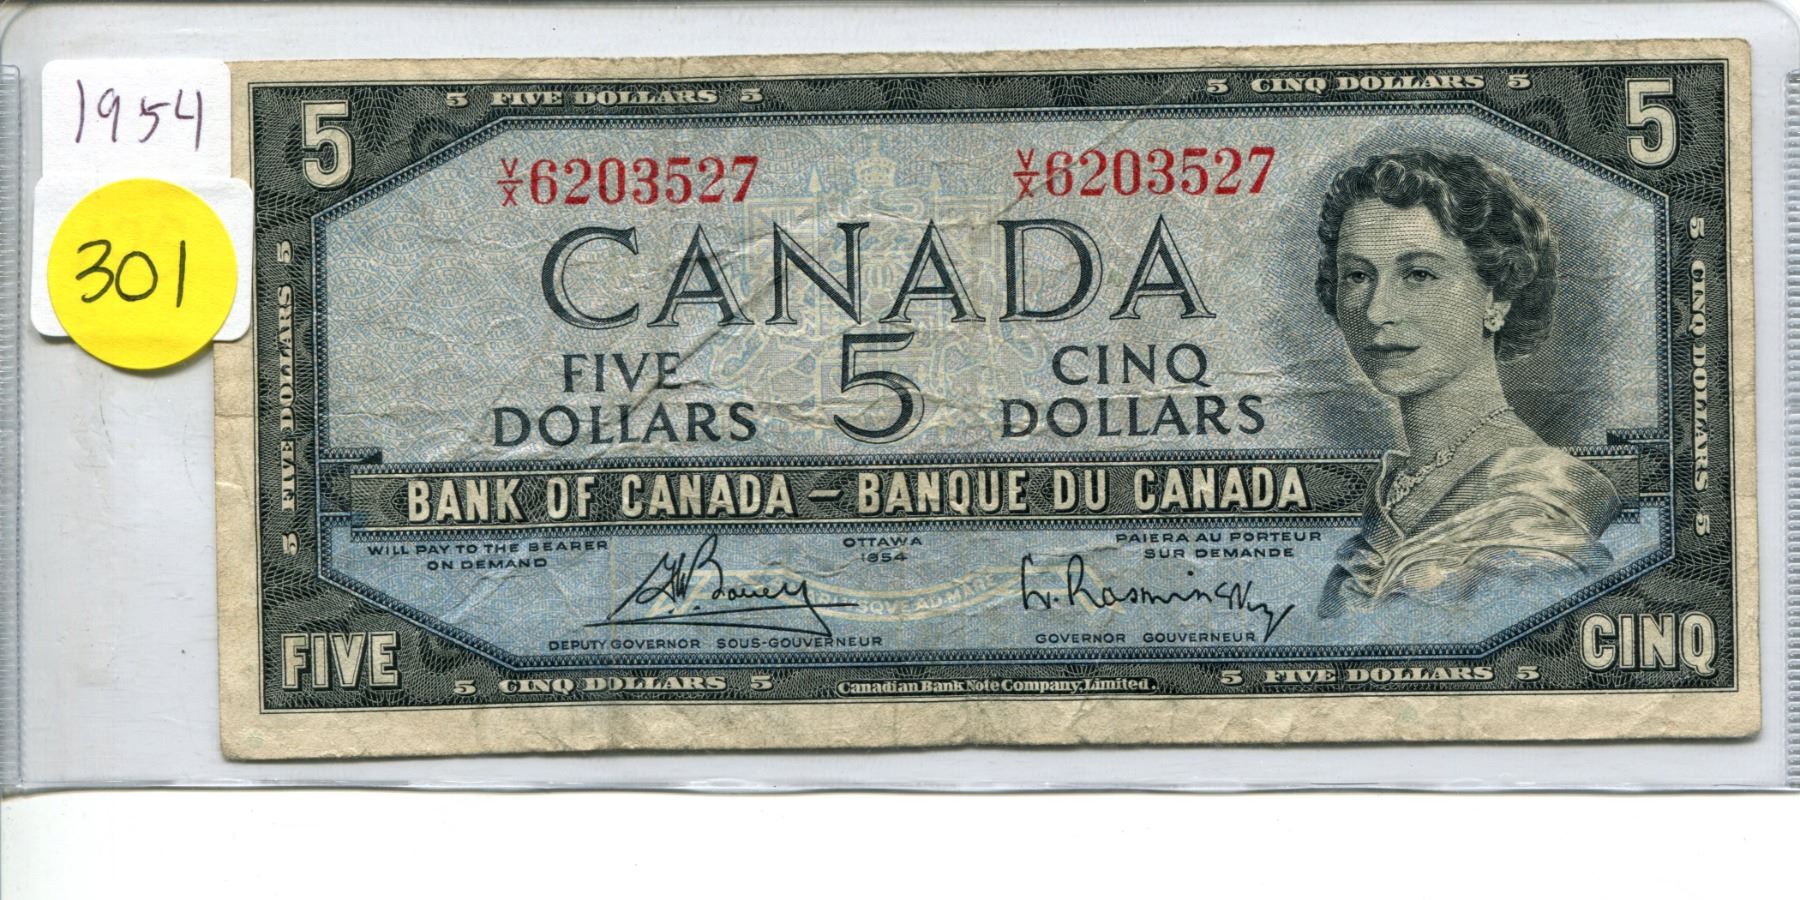 1954
301
5 FIVE DOLLARS 5
5 CINQ DOLLARS 5
5
5
V/X 6203527
V/X 6203527
CANADA
FIVE DOLLARS
5
CINQ DOLLARS
5 FIVE DOLLARS 5
5 CINQ DOLLARS 5
BANK OF CANADA – BANQUE DU CANADA
WILL PAY TO THE BEARER
ON DEMAND
OTTAWA
1954
PAIERA AU PORTEUR
SUR DEMANDE
L. Rasminsky
DEPUTY GOVERNOR SOUS-GOUVERNEUR
GOVERNOR GOUVERNEUR
FIVE
CINQ
5 CINQ DOLLARS 5
Canadian Bank Note Company, Limited.
5 FIVE DOLLARS 5